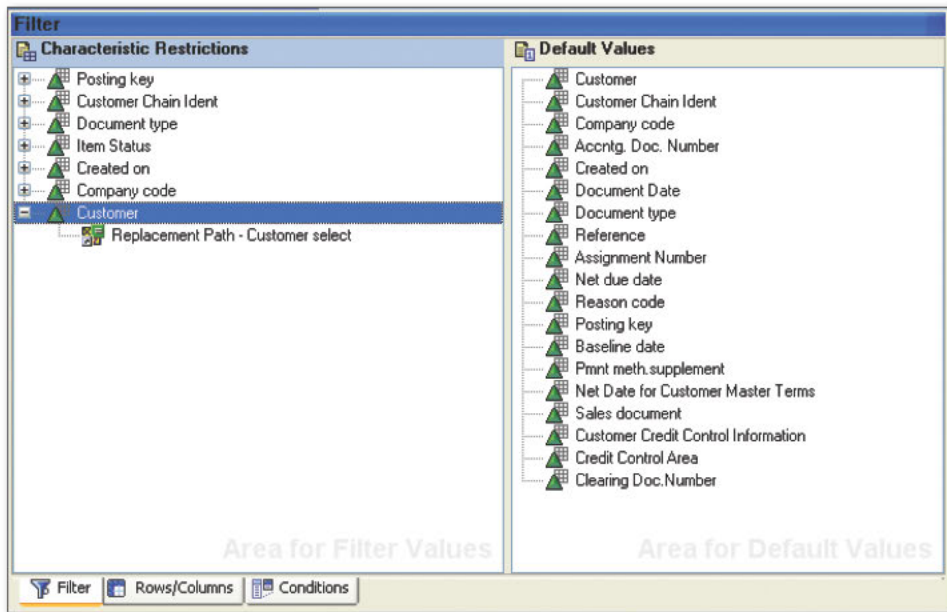 Filter
Characteristic Restrictions
Posting key
Customer Chain Ident
Document type
Item Status
Created on
Company code
Customer
Replacement Path - Customer select
Area for Filter Values
Default Values
Customer
Customer Chain Ident
Company code
Accntg. Doc. Number
Created on
Document Date
Document type
Reference
Assignment Number
Net due date
Reason code
Posting key
Baseline date
Pmnt meth.supplement
Net Date for Customer Master Terms
Sales document
Customer Credit Control Information
Credit Control Area
Clearing Doc.Number
Area for Default Values
Filter
Rows/Columns
Conditions